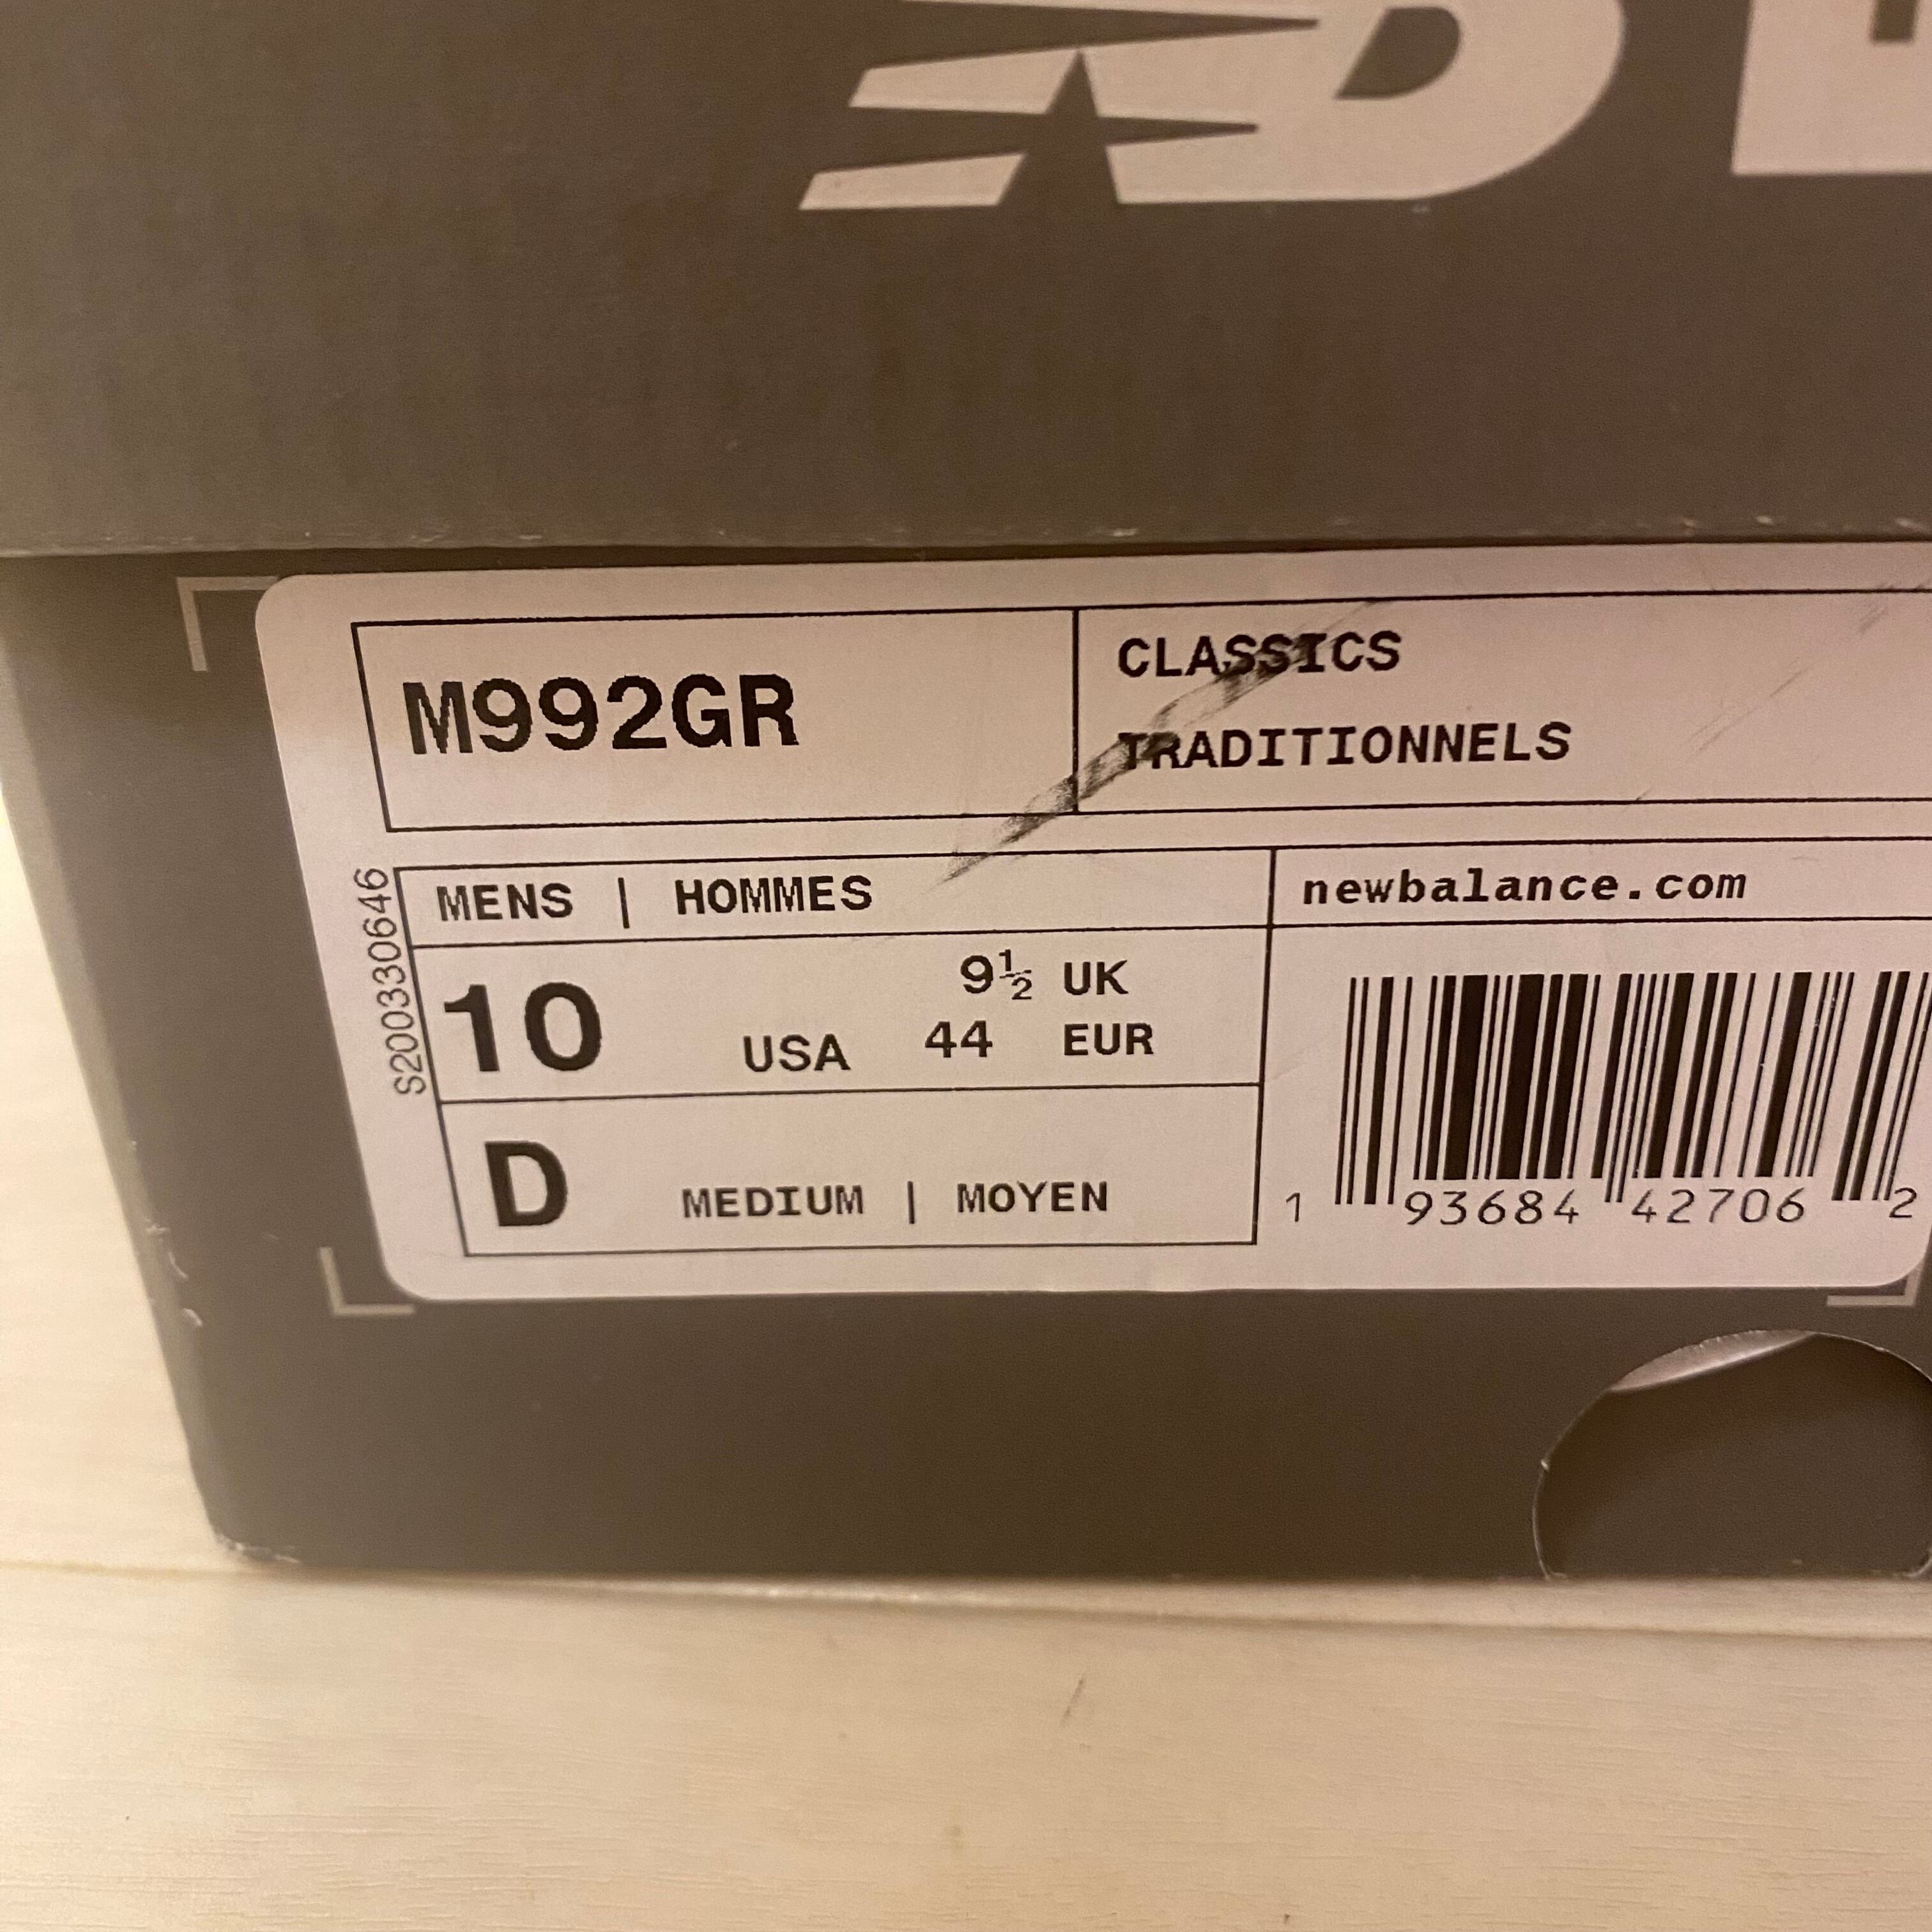 M992GR
CLASSICS
TRADITIONNELS
S200330646
MENS | HOMMES
newbalance.com
10 USA
9½ UK
44 EUR
D MEDIUM | MOYEN
1 93684 42706 2